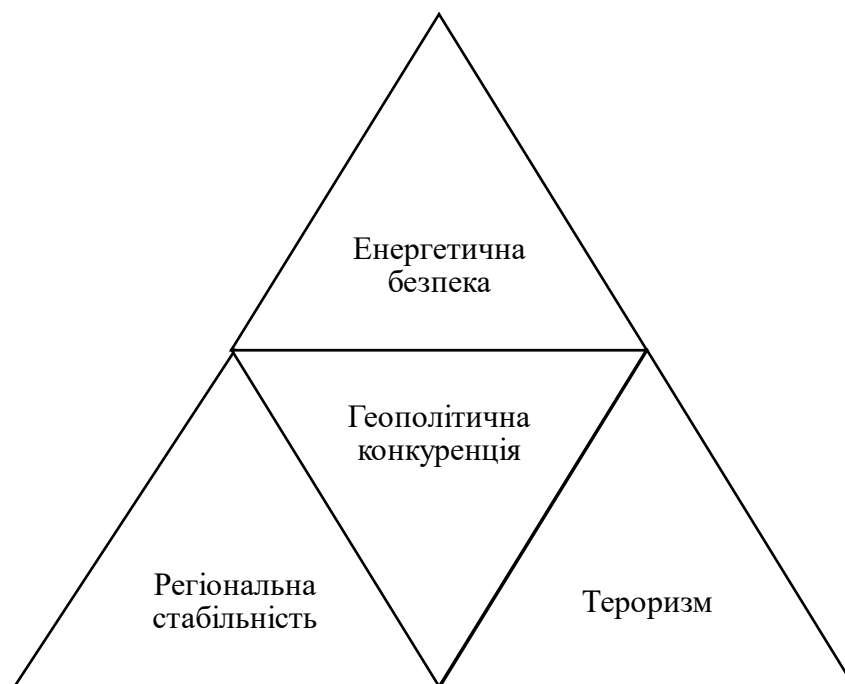 Енергетична
безпека
Геополітична
конкуренція
Регіональна
стабільність
Тероризм